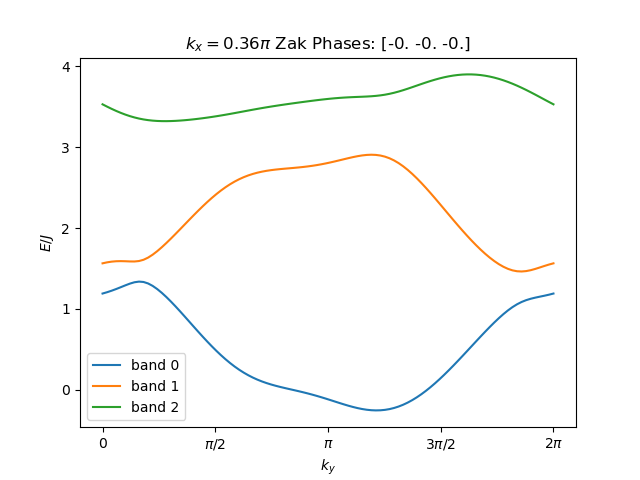 kₓ = 0.36π Zak Phases: [-0. -0. -0.]
4
3
2
1
0
E/J
band 0
band 1
band 2
0 π/2 π 3π/2 2π
k_y